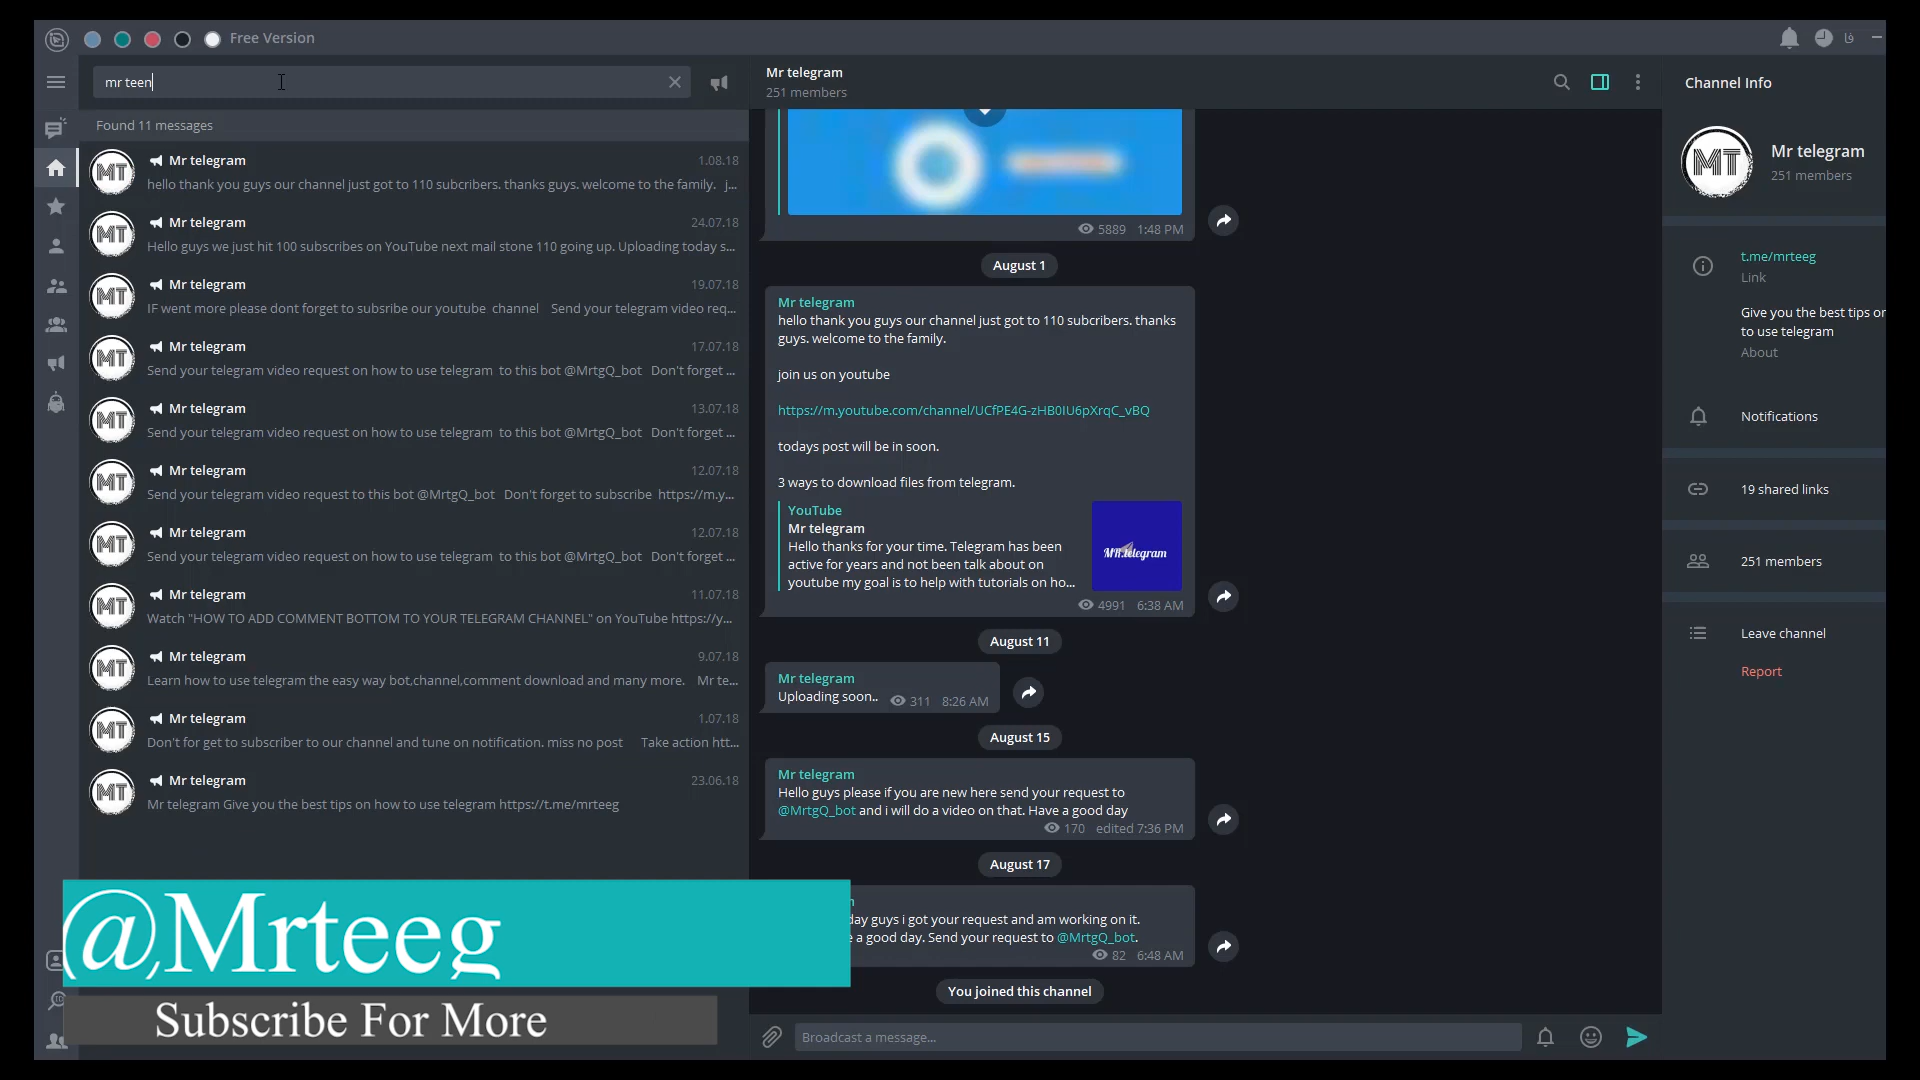 Free Version
فا
mr teen
Found 11 messages
Mr telegram 1.08.18
hello thank you guys our channel just got to 110 subcribers. thanks guys. welcome to the family. j...
Mr telegram 24.07.18
Hello guys we just hit 100 subscribes on YouTube next mail stone 110 going up. Uploading today s...
Mr telegram 19.07.18
IF went more please dont forget to subsribe our youtube channel Send your telegram video req...
Mr telegram 17.07.18
Send your telegram video request on how to use telegram to this bot @MrtgQ_bot Don't forget ...
Mr telegram 13.07.18
Send your telegram video request on how to use telegram to this bot @MrtgQ_bot Don't forget ...
Mr telegram 12.07.18
Send your telegram video request to this bot @MrtgQ_bot Don't forget to subscribe https://m.y...
Mr telegram 12.07.18
Send your telegram video request on how to use telegram to this bot @MrtgQ_bot Don't forget ...
Mr telegram 11.07.18
Watch "HOW TO ADD COMMENT BOTTOM TO YOUR TELEGRAM CHANNEL" on YouTube https://y...
Mr telegram 9.07.18
Learn how to use telegram the easy way bot,channel,comment download and many more. Mr te...
Mr telegram 1.07.18
Don't for get to subscriber to our channel and tune on notification. miss no post Take action htt...
Mr telegram 23.06.18
Mr telegram Give you the best tips on how to use telegram https://t.me/mrteeg
@Mrteeg
Subscribe For More
Mr telegram
251 members
5889 1:48 PM
August 1
Mr telegram
hello thank you guys our channel just got to 110 subcribers. thanks
guys. welcome to the family.
join us on youtube
https://m.youtube.com/channel/UCfPE4G-zHB0IU6pXrqC_vBQ
todays post will be in soon.
3 ways to download files from telegram.
YouTube
Mr telegram
Hello thanks for your time. Telegram has been
active for years and not been talk about on
youtube my goal is to help with tutorials on ho...
MR.telegram
4991 6:38 AM
August 11
Mr telegram
Uploading soon.. 311 8:26 AM
August 15
Mr telegram
Hello guys please if you are new here send your request to
@MrtgQ_bot and i will do a video on that. Have a good day
170 edited 7:36 PM
August 17
day guys i got your request and am working on it.
e a good day. Send your request to @MrtgQ_bot.
82 6:48 AM
You joined this channel
Broadcast a message...
Channel Info
MT
Mr telegram
251 members
t.me/mrteeg
Link
Give you the best tips or
to use telegram
About
Notifications
19 shared links
251 members
Leave channel
Report